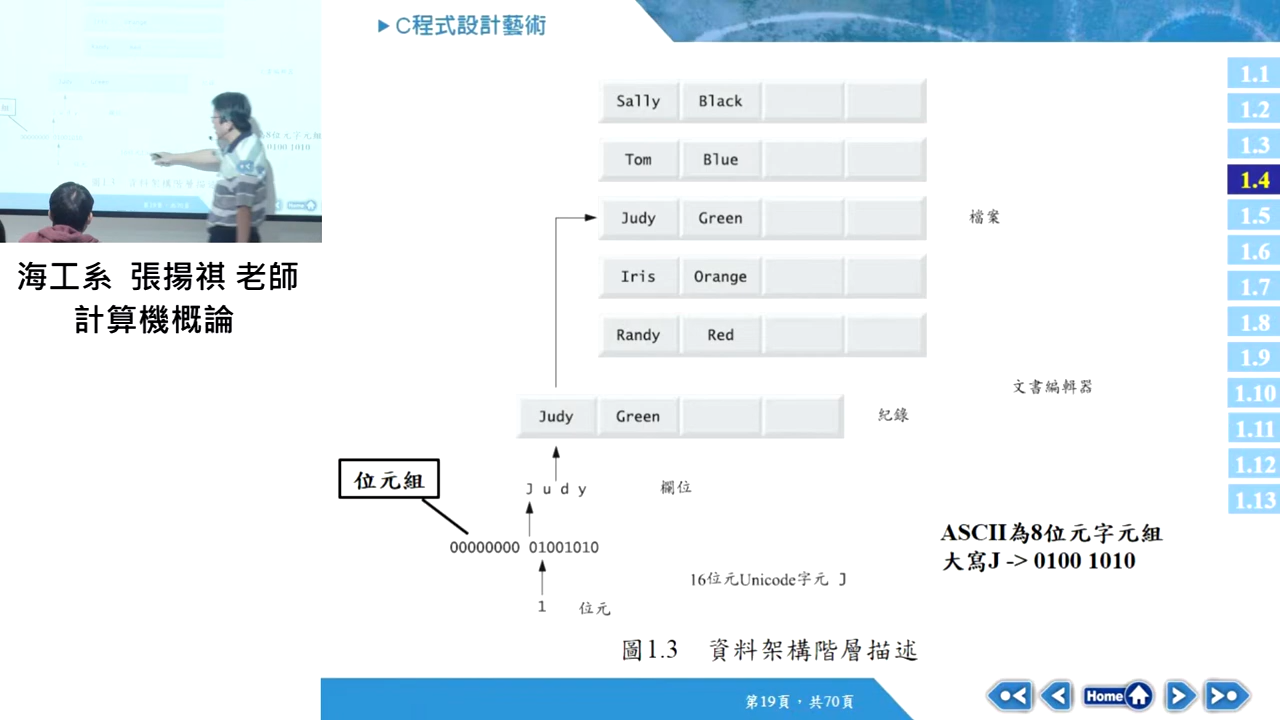 C程式設計藝術
海工系 張揚祺 老師
計算機概論
Sally Black
Tom Blue
Judy Green
檔案
Iris Orange
Randy Red
文書編輯器
Judy Green
紀錄
位元組
J u d y
欄位
00000000 01001010
ASCII為8位元字元組
大寫J -> 0100 1010
16位元Unicode字元 J
1
位元
圖1.3 資料架構階層描述
第19頁，共70頁
Home
1.1
1.2
1.3
1.4
1.5
1.6
1.7
1.8
1.9
1.10
1.11
1.12
1.13